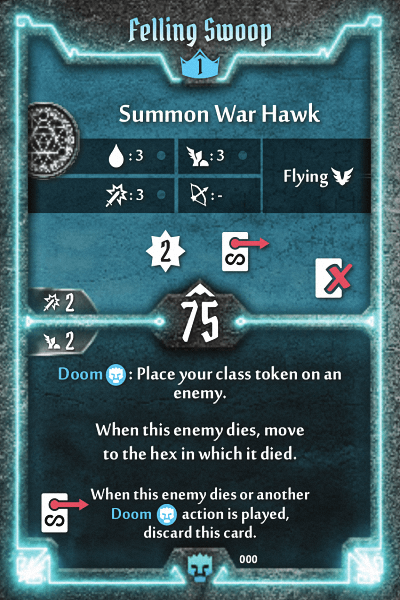 Felling Swoop
1
Summon War Hawk
: 3
: 3
Flying
: 3
: -
2
S
2
75
2
Doom : Place your class token on an
enemy.
When this enemy dies, move
to the hex in which it died.
S
When this enemy dies or another
Doom action is played,
discard this card.
000